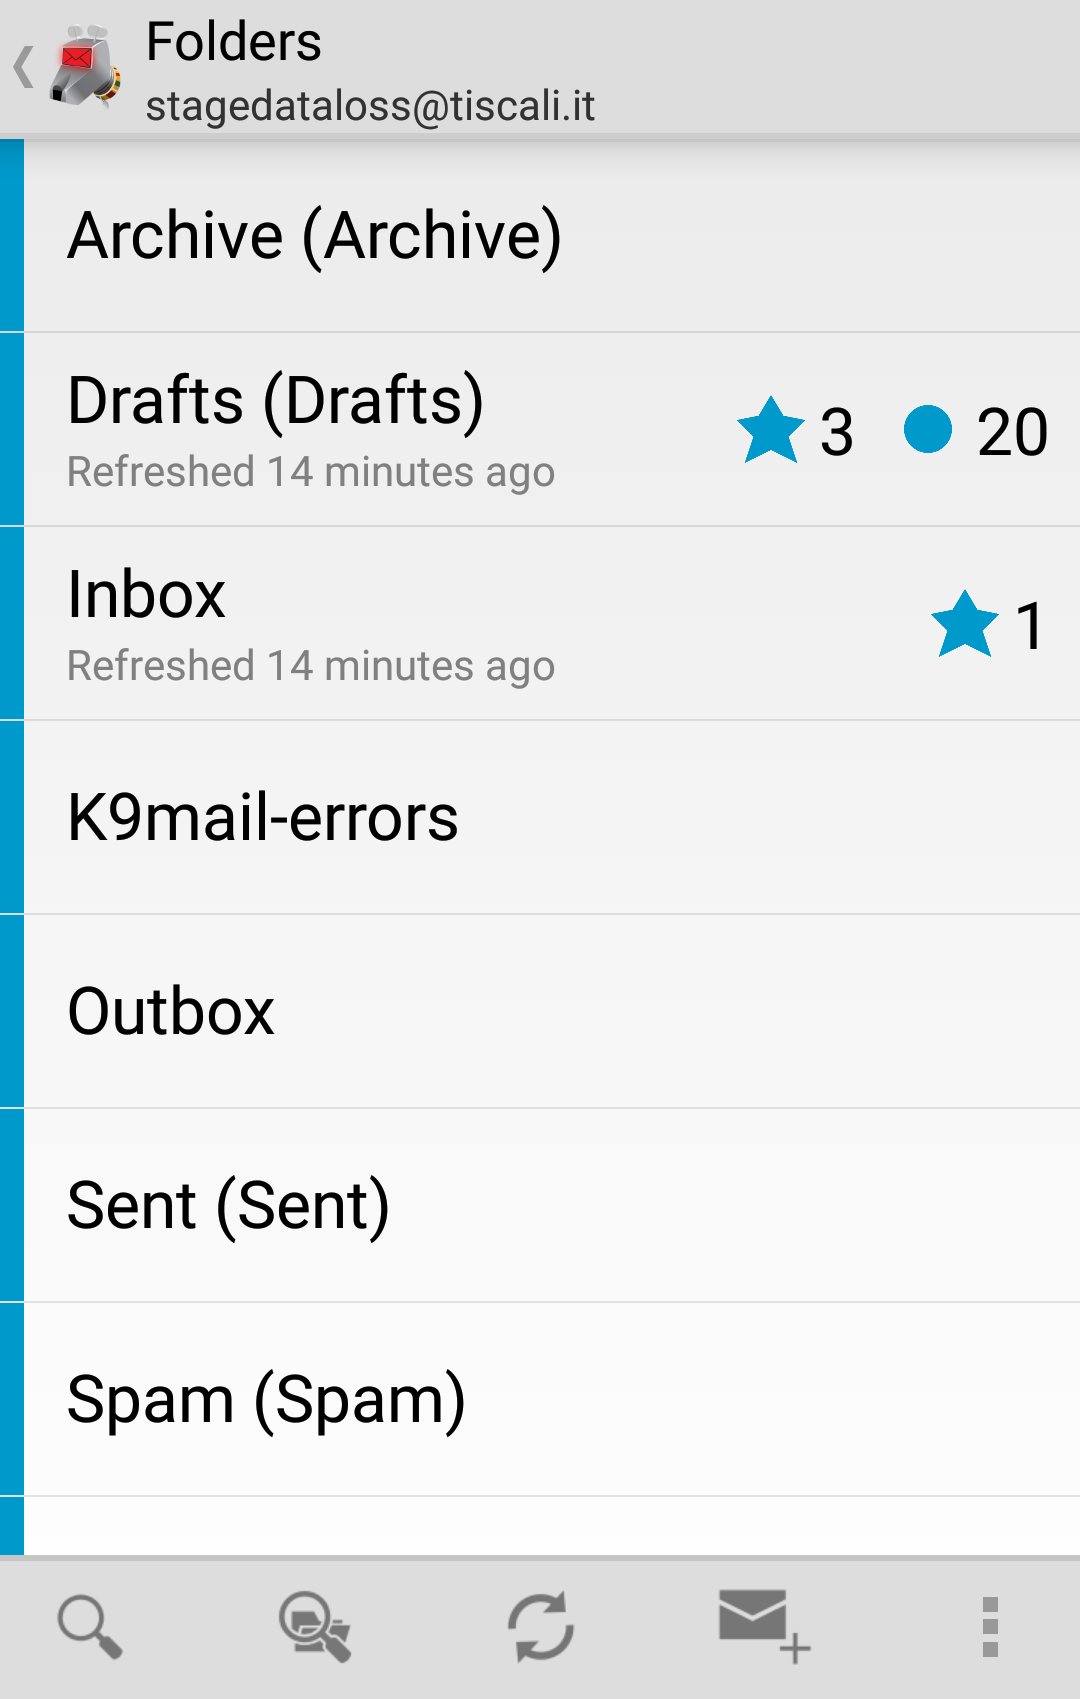 Folders
stagedataloss@tiscali.it
Archive (Archive)
Drafts (Drafts)
3
20
Refreshed 14 minutes ago
Inbox
1
Refreshed 14 minutes ago
K9mail-errors
Outbox
Sent (Sent)
Spam (Spam)